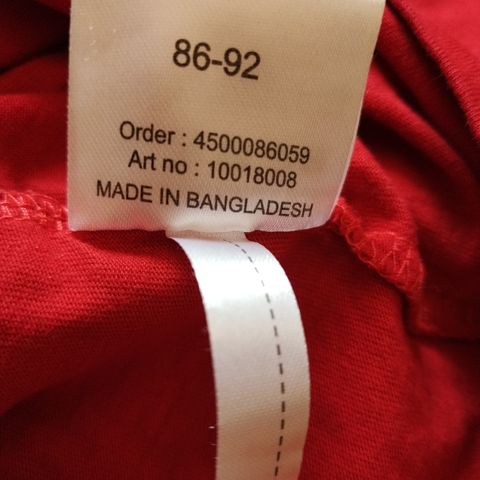 86-92
Order : 4500086059
Art no : 10018008
MADE IN BANGLADESH